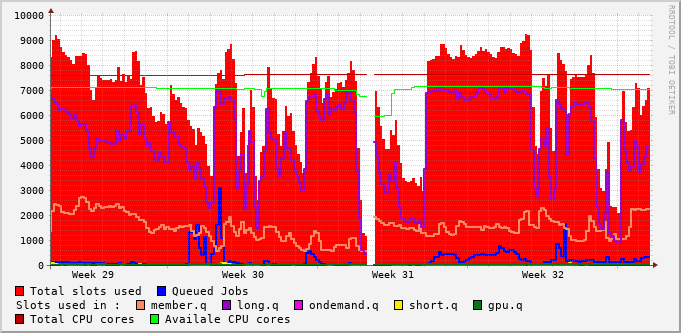 RRDTOOL / TOBI OETIKER
10000
9000
8000
7000
6000
5000
4000
3000
2000
1000
0
Week 29 Week 30 Week 31 Week 32
Total slots used Queued Jobs
Slots used in : member.q long.q ondemand.q short.q gpu.q
Total CPU cores Availale CPU cores